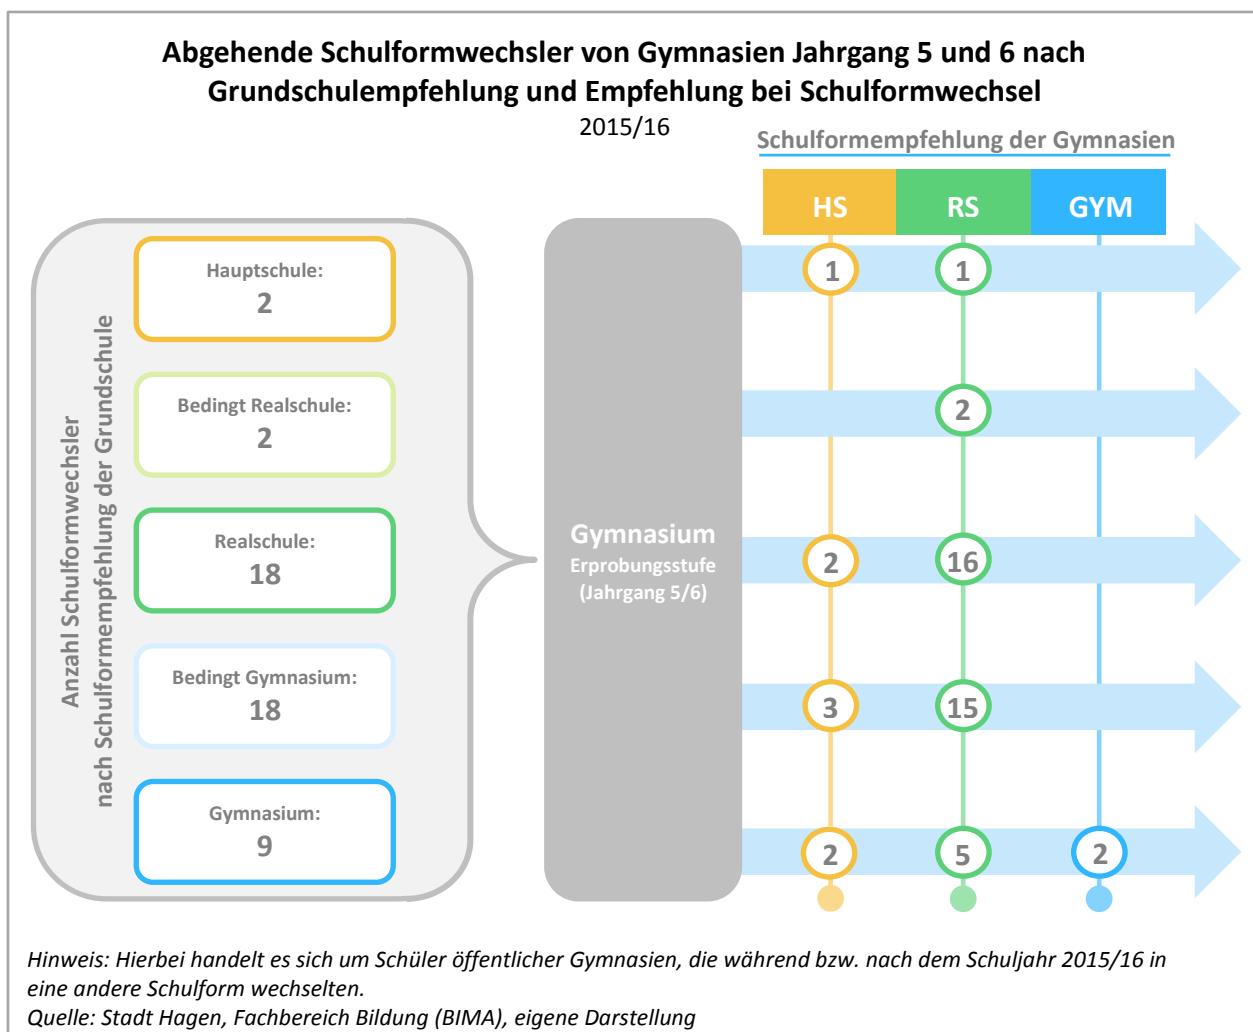 Abgehende Schulformwechsler von Gymnasien Jahrgang 5 und 6 nach
Grundschulempfehlung und Empfehlung bei Schulformwechsel
2015/16
Schulformempfehlung der Gymnasien
HS RS GYM
Anzahl Schulformwechsler
nach Schulformempfehlung der Grundschule
Hauptschule:
2
Bedingt Realschule:
2
Realschule:
18
Bedingt Gymnasium:
18
Gymnasium:
9
Gymnasium
Erprobungsstufe
(Jahrgang 5/6)
1 1
2
2 16
3 15
2 5 2
Hinweis: Hierbei handelt es sich um Schüler öffentlicher Gymnasien, die während bzw. nach dem Schuljahr 2015/16 in
eine andere Schulform wechselten.
Quelle: Stadt Hagen, Fachbereich Bildung (BIMA), eigene Darstellung